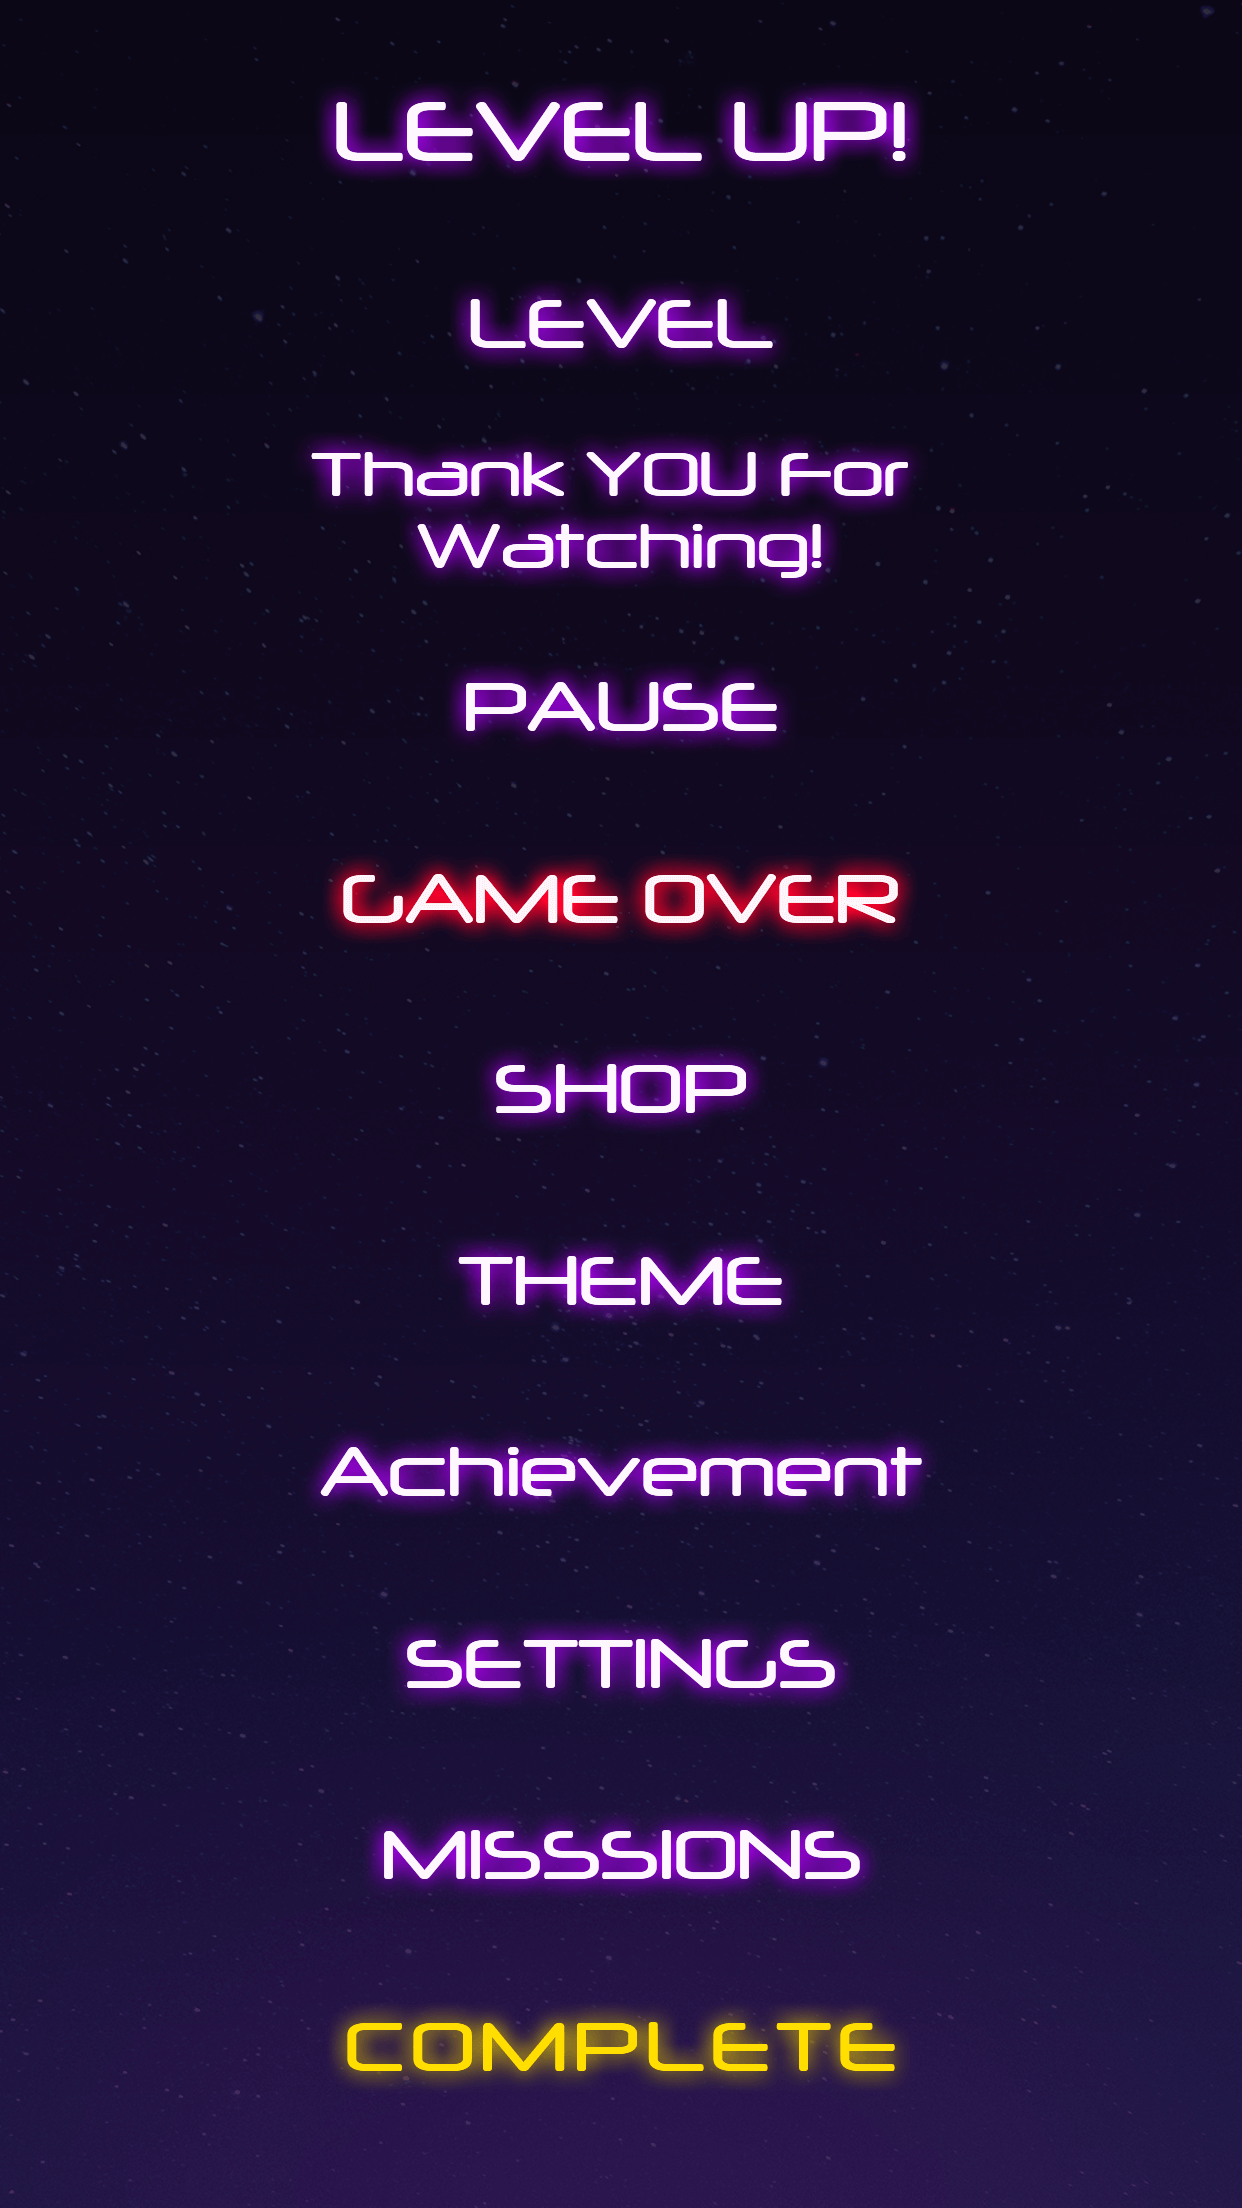 LEVEL UP!
LEVEL
Thank YOU For
Watching!
PAUSE
GAME OVER
SHOP
THEME
Achievement
SETTINGS
MISSSIONS
COMPLETE